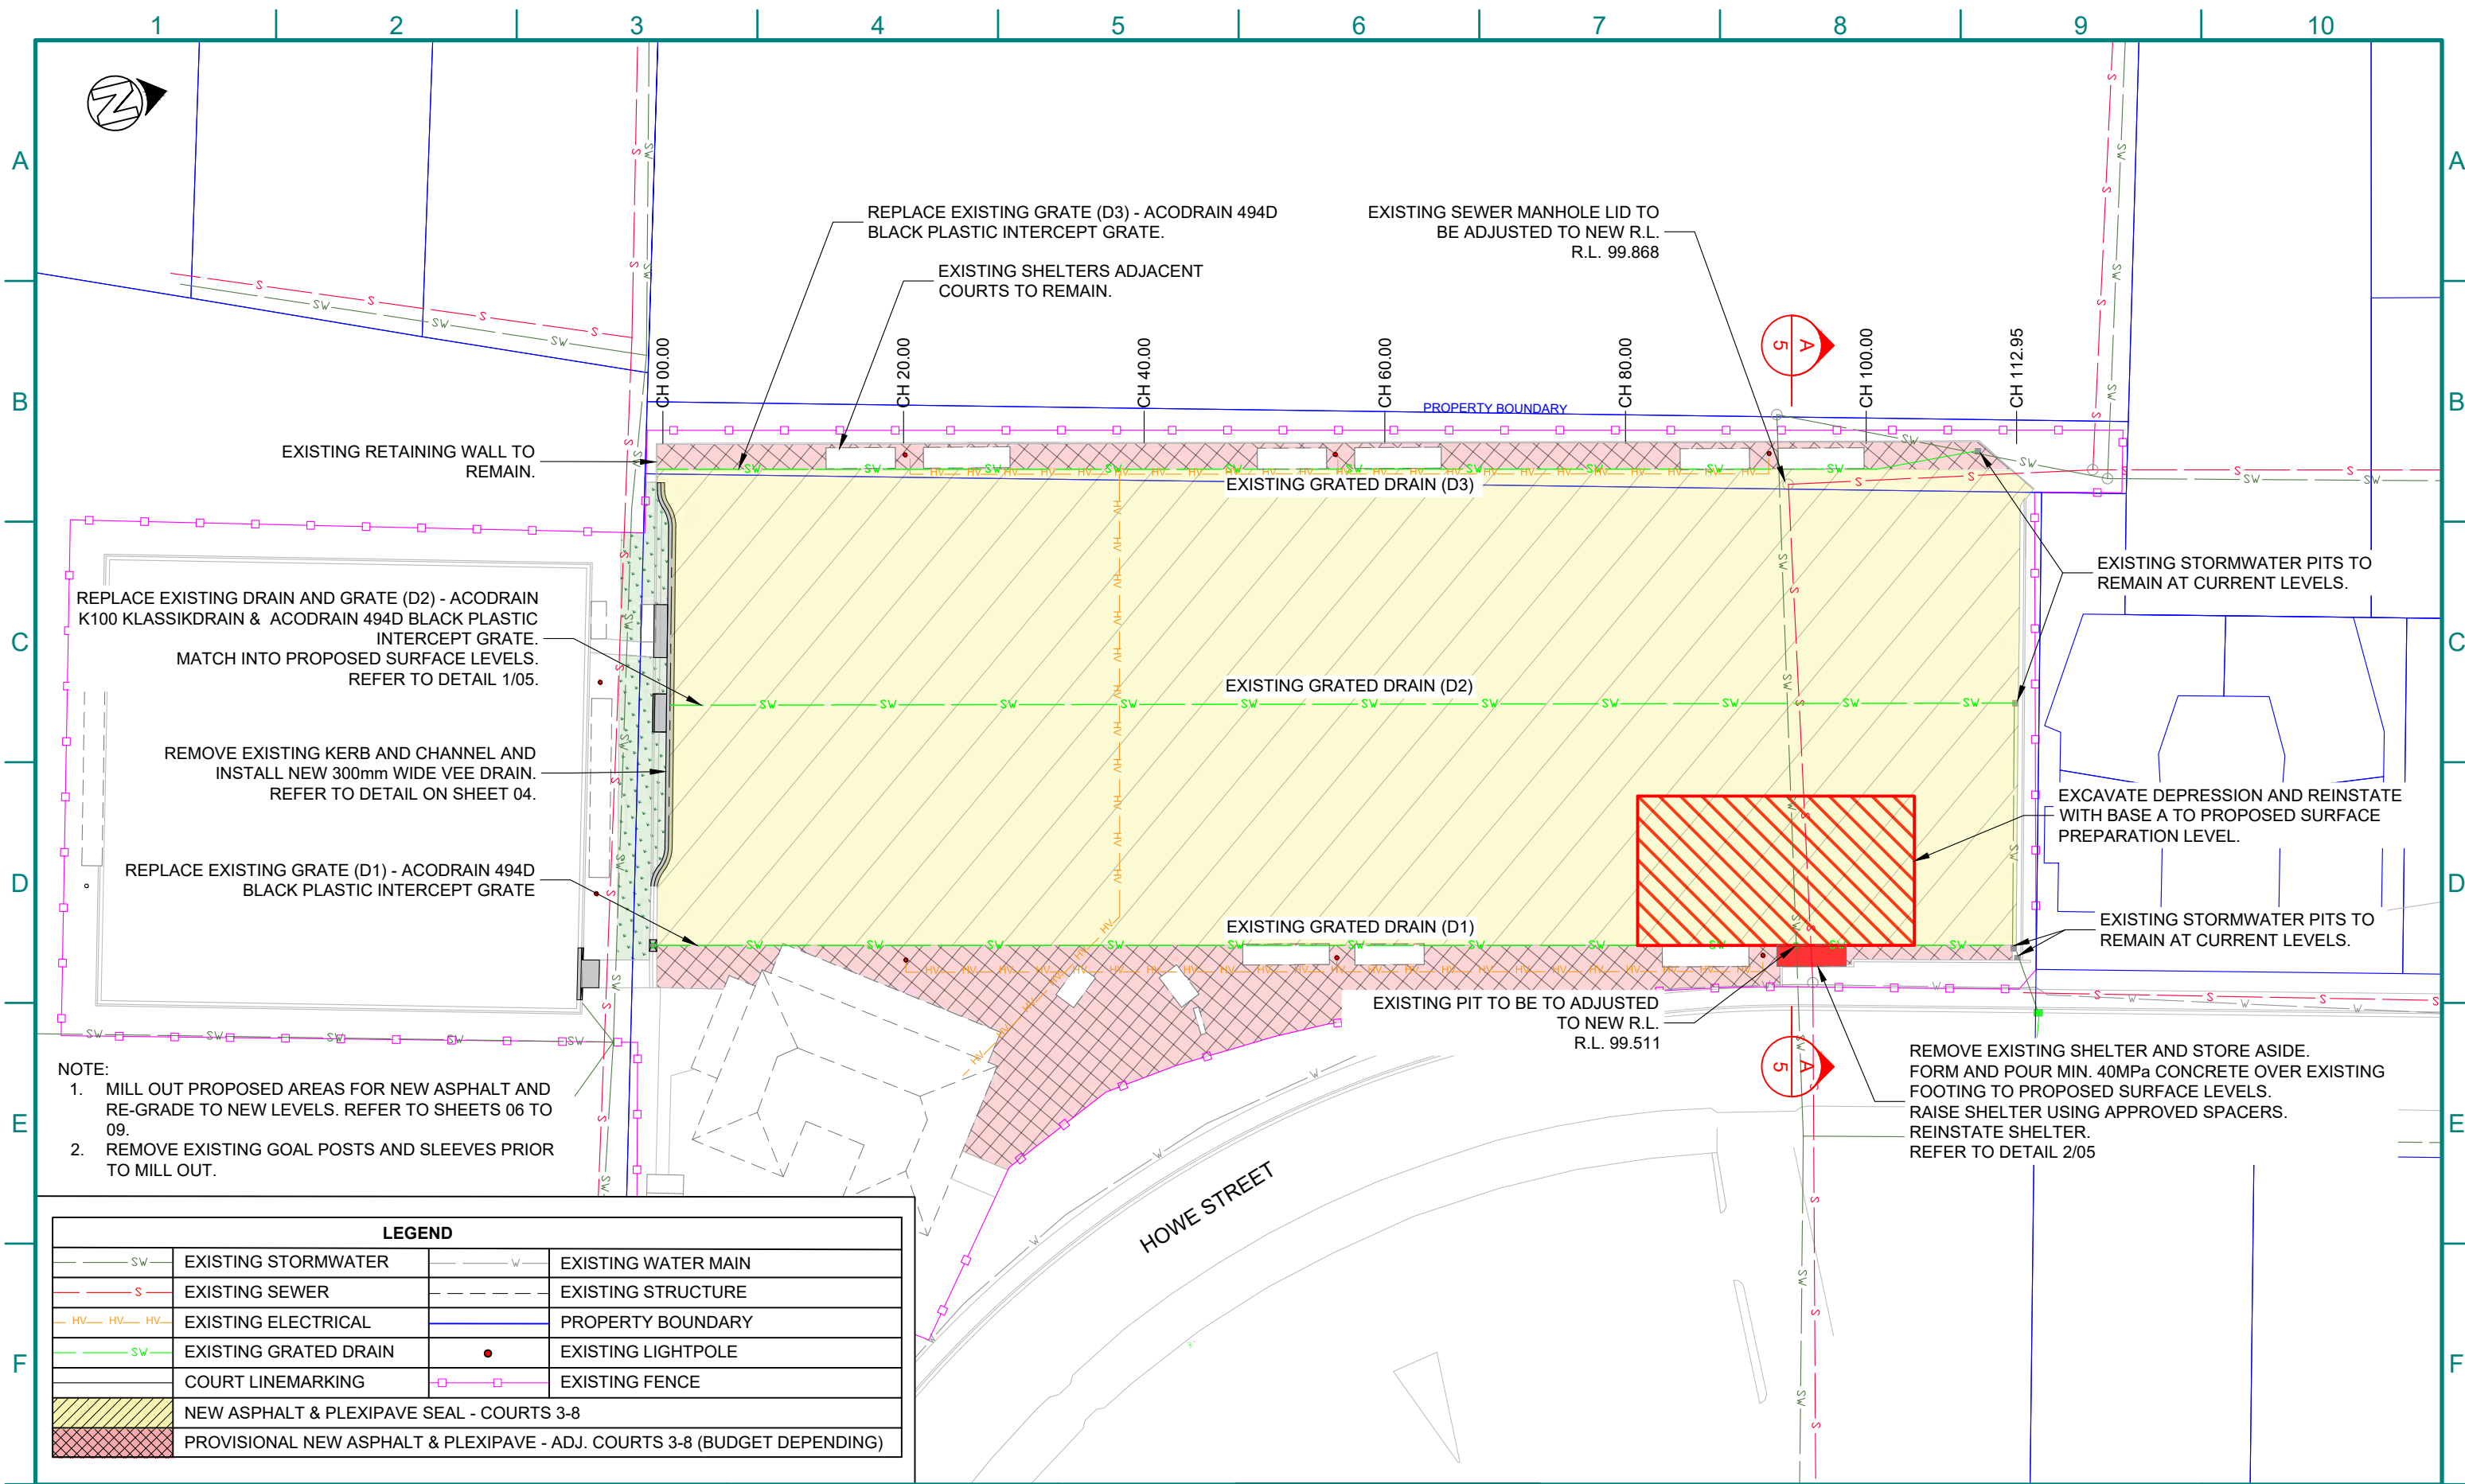 1 2 3 4 5 6 7 8 9 10
N
A
A
REPLACE EXISTING GRATE (D3) - ACODRAIN 494D
BLACK PLASTIC INTERCEPT GRATE.
EXISTING SEWER MANHOLE LID TO
BE ADJUSTED TO NEW R.L.
R.L. 99.868
EXISTING SHELTERS ADJACENT
COURTS TO REMAIN.
A
5
CH 00.00
CH 20.00
CH 40.00
CH 60.00
CH 80.00
CH 100.00
CH 112.95
B
B
PROPERTY BOUNDARY
EXISTING RETAINING WALL TO
REMAIN.
EXISTING GRATED DRAIN (D3)
EXISTING STORMWATER PITS TO
REMAIN AT CURRENT LEVELS.
REPLACE EXISTING DRAIN AND GRATE (D2) - ACODRAIN
K100 KLASSIKDRAIN & ACODRAIN 494D BLACK PLASTIC
INTERCEPT GRATE.
MATCH INTO PROPOSED SURFACE LEVELS.
REFER TO DETAIL 1/05.
C
C
EXISTING GRATED DRAIN (D2)
REMOVE EXISTING KERB AND CHANNEL AND
INSTALL NEW 300mm WIDE VEE DRAIN.
REFER TO DETAIL ON SHEET 04.
EXCAVATE DEPRESSION AND REINSTATE
WITH BASE A TO PROPOSED SURFACE
PREPARATION LEVEL.
REPLACE EXISTING GRATE (D1) - ACODRAIN 494D
BLACK PLASTIC INTERCEPT GRATE
D
D
EXISTING GRATED DRAIN (D1)
EXISTING STORMWATER PITS TO
REMAIN AT CURRENT LEVELS.
EXISTING PIT TO BE TO ADJUSTED
TO NEW R.L.
R.L. 99.511
A
5
REMOVE EXISTING SHELTER AND STORE ASIDE.
FORM AND POUR MIN. 40MPa CONCRETE OVER EXISTING
FOOTING TO PROPOSED SURFACE LEVELS.
RAISE SHELTER USING APPROVED SPACERS.
REINSTATE SHELTER.
REFER TO DETAIL 2/05
NOTE:
1. MILL OUT PROPOSED AREAS FOR NEW ASPHALT AND
RE-GRADE TO NEW LEVELS. REFER TO SHEETS 06 TO
09.
2. REMOVE EXISTING GOAL POSTS AND SLEEVES PRIOR
TO MILL OUT.
E
E
HOWE STREET
LEGEND
SW EXISTING STORMWATER W EXISTING WATER MAIN
S EXISTING SEWER EXISTING STRUCTURE
HV HV HV EXISTING ELECTRICAL PROPERTY BOUNDARY
SW EXISTING GRATED DRAIN EXISTING LIGHTPOLE
COURT LINEMARKING EXISTING FENCE
NEW ASPHALT & PLEXIPAVE SEAL - COURTS 3-8
PROVISIONAL NEW ASPHALT & PLEXIPAVE - ADJ. COURTS 3-8 (BUDGET DEPENDING)
F
F